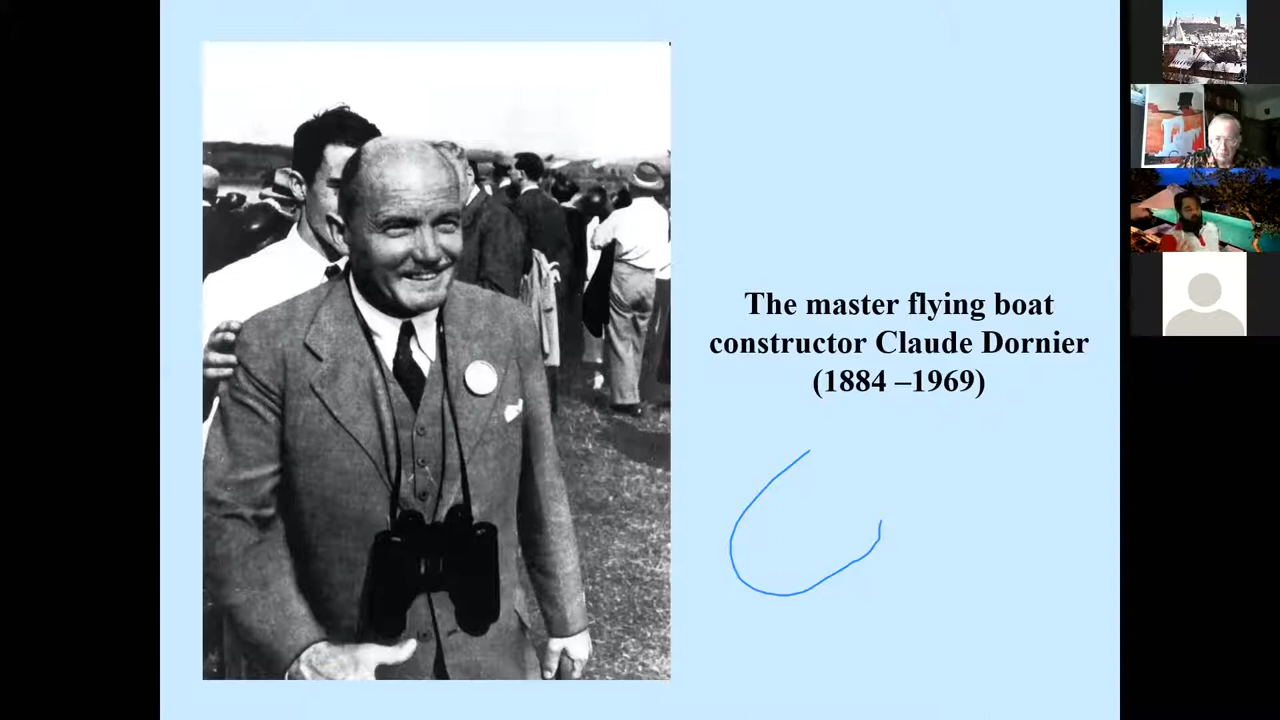 The master flying boat
constructor Claude Dornier
(1884 –1969)